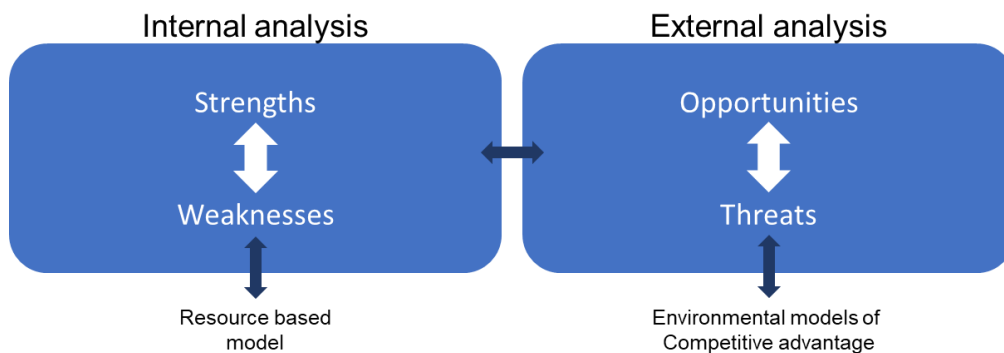 Internal analysis
Strengths
Weaknesses
Resource based
model
External analysis
Opportunities
Threats
Environmental models of
Competitive advantage